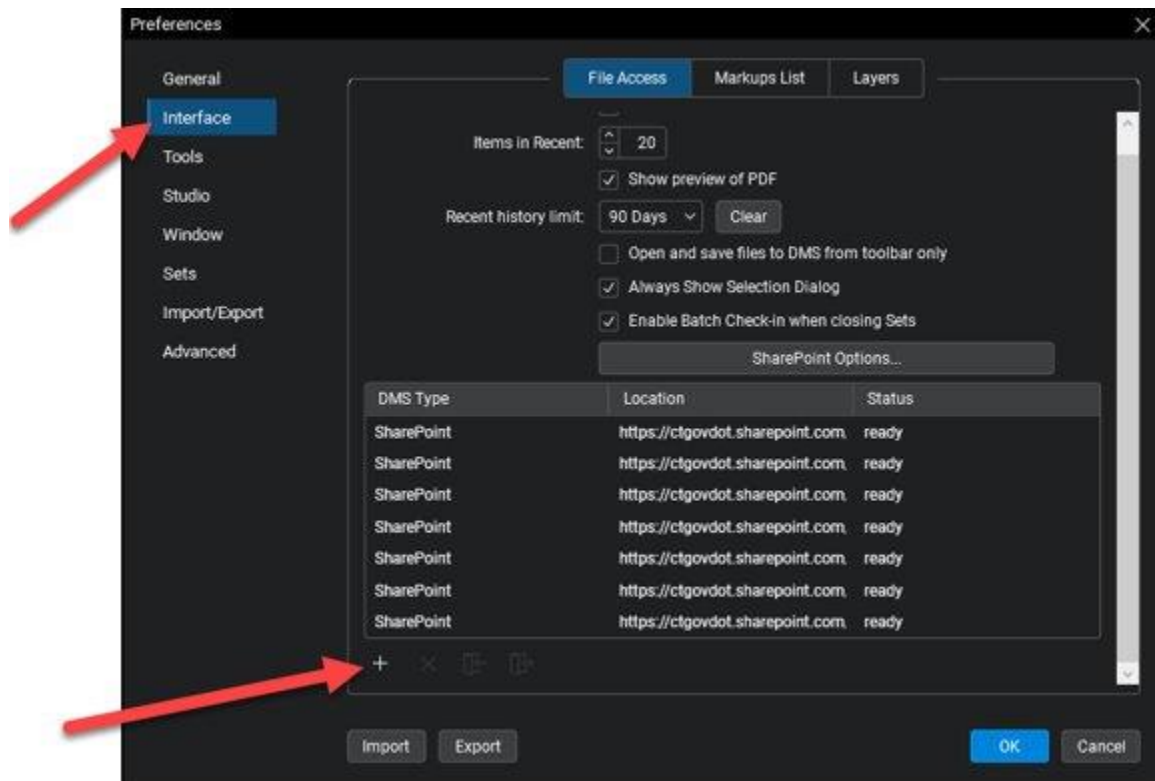 Preferences
General
Interface
Tools
Studio
Window
Sets
Import/Export
Advanced
File Access Markups List Layers
Items in Recent: 20
Show preview of PDF
Recent history limit: 90 Days Clear
Open and save files to DMS from toolbar only
Always Show Selection Dialog
Enable Batch Check-in when closing Sets
SharePoint Options...
DMS Type Location Status
SharePoint https://ctgovdot.sharepoint.com, ready
SharePoint https://ctgovdot.sharepoint.com, ready
SharePoint https://ctgovdot.sharepoint.com, ready
SharePoint https://ctgovdot.sharepoint.com, ready
SharePoint https://ctgovdot.sharepoint.com, ready
SharePoint https://ctgovdot.sharepoint.com, ready
SharePoint https://ctgovdot.sharepoint.com, ready
Import Export OK Cancel